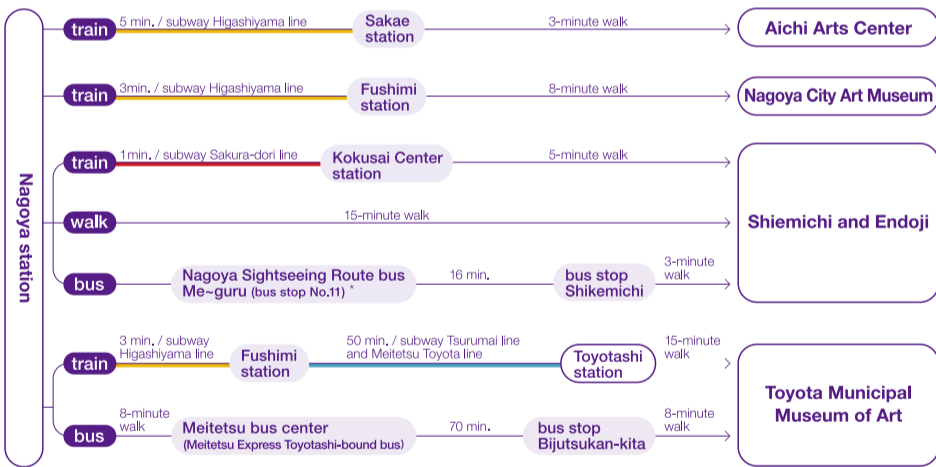 Nagoya station
train
5 min. / subway Higashiyama line
Sakae
station
3-minute walk
Aichi Arts Center
train
3min. / subway Higashiyama line
Fushimi
station
8-minute walk
Nagoya City Art Museum
train
1min. / subway Sakura-dori line
Kokusai Center
station
5-minute walk
walk
15-minute walk
Shiemichi and Endoji
bus
Nagoya Sightseeing Route bus
Me~guru (bus stop No.11) *
16 min.
bus stop
Shikemichi
3-minute
walk
train
3 min. / subway
Higashiyama line
Fushimi
station
50 min. / subway Tsurumai line
and Meitetsu Toyota line
Toyotashi
station
15-minute
walk
Toyota Municipal
Museum of Art
bus
8-minute
walk
Meitetsu bus center
(Meitetsu Express Toyotashi-bound bus)
70 min.
bus stop
Bijutsukan-kita
8-minute
walk